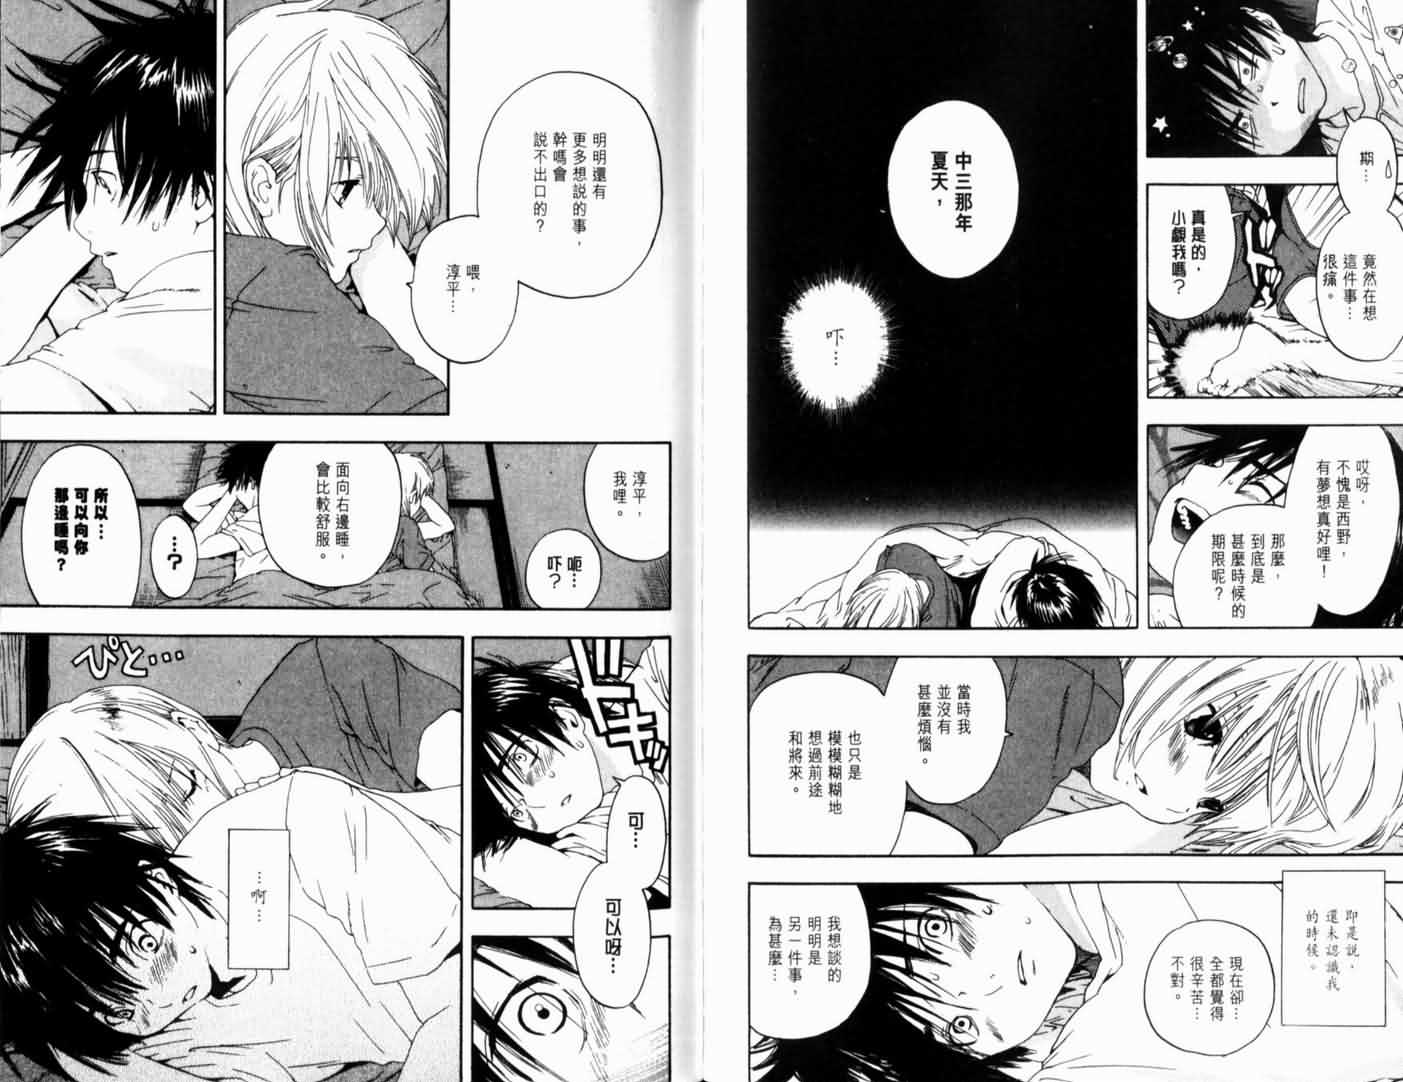 期…
竟然在想
這件事…
很痛。
真是的，
小覷我嗎？
哎呀，
不愧是西野，
有夢想真好哩！
那麼，
到底是
甚麼時候的
期限呢？
中三那年
夏天，
吓…
當時我
並沒有
甚麼煩惱。
也只是
模模糊糊地
想過前途
和將來。
即是說，
還未認識我
的時候。
現在卻…
全都覺得
很辛苦…
不對。
我想談的
明明是
另一件事，
為甚麼…
明明還有
更多想說的事，
幹嗎會
說不出口的？
喂，
淳平…
淳平，
我哩。
呃…
吓？
面向右邊睡，
會比較舒服。
…？
所以…
可以向你
那邊睡嗎？
ドキ
可…
可以呀…
ぴと…
…啊…